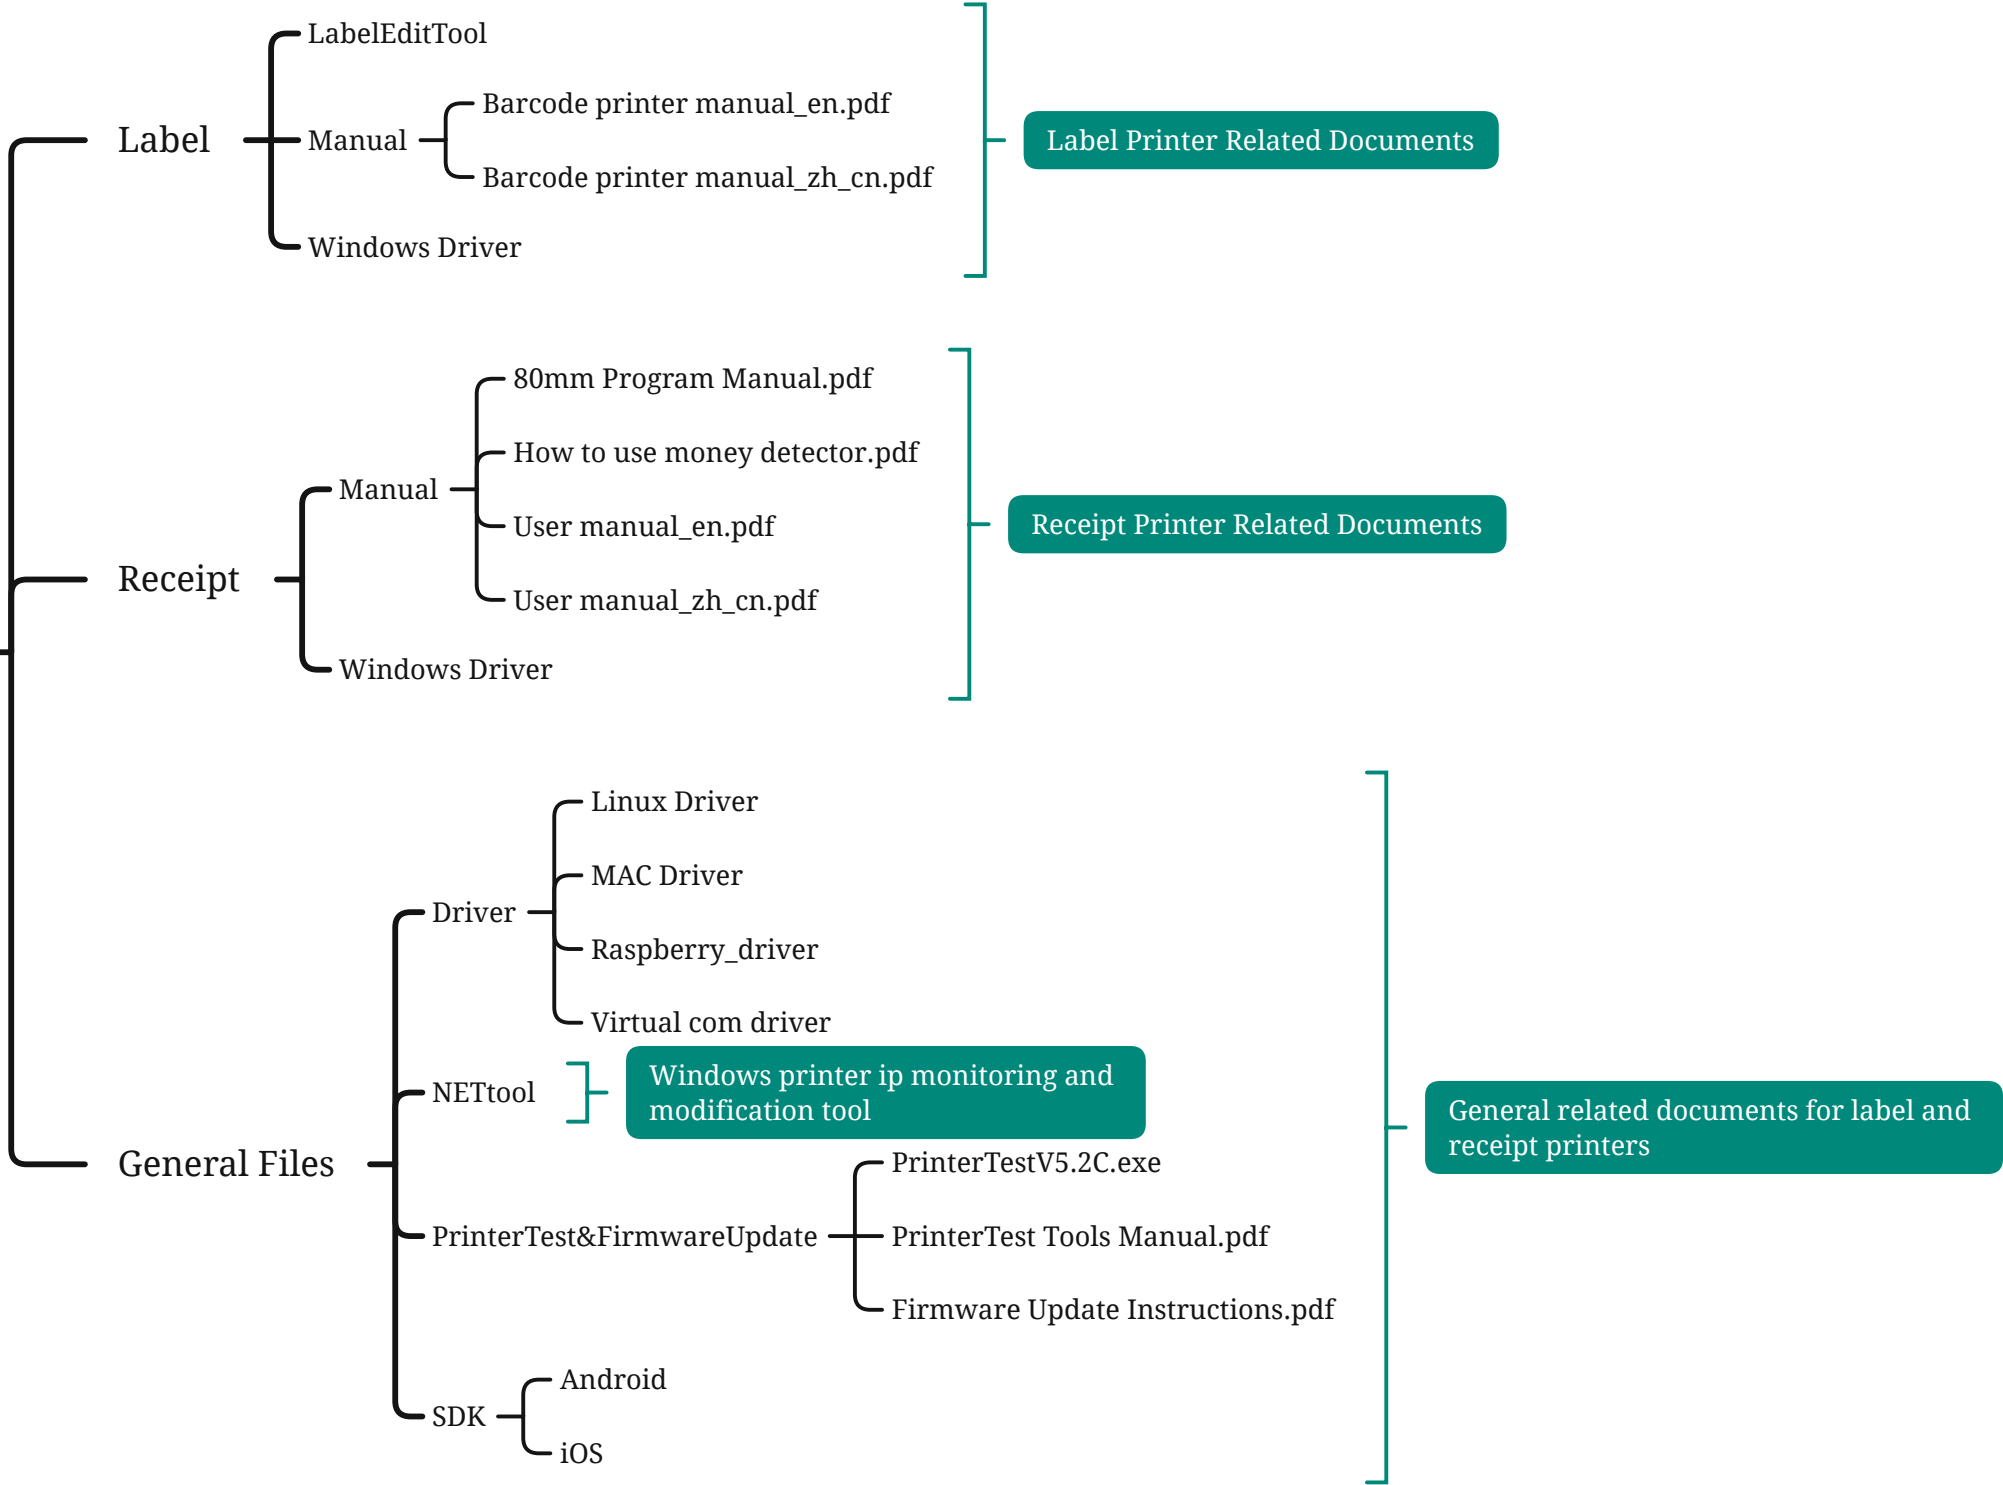 Label
LabelEditTool
Manual
Barcode printer manual_en.pdf
Barcode printer manual_zh_cn.pdf
Windows Driver
Label Printer Related Documents
Receipt
Manual
80mm Program Manual.pdf
How to use money detector.pdf
User manual_en.pdf
User manual_zh_cn.pdf
Windows Driver
Receipt Printer Related Documents
General Files
Driver
Linux Driver
MAC Driver
Raspberry_driver
Virtual com driver
NETtool
Windows printer ip monitoring and
modification tool
PrinterTest&FirmwareUpdate
PrinterTestV5.2C.exe
PrinterTest Tools Manual.pdf
Firmware Update Instructions.pdf
SDK
Android
iOS
General related documents for label and
receipt printers